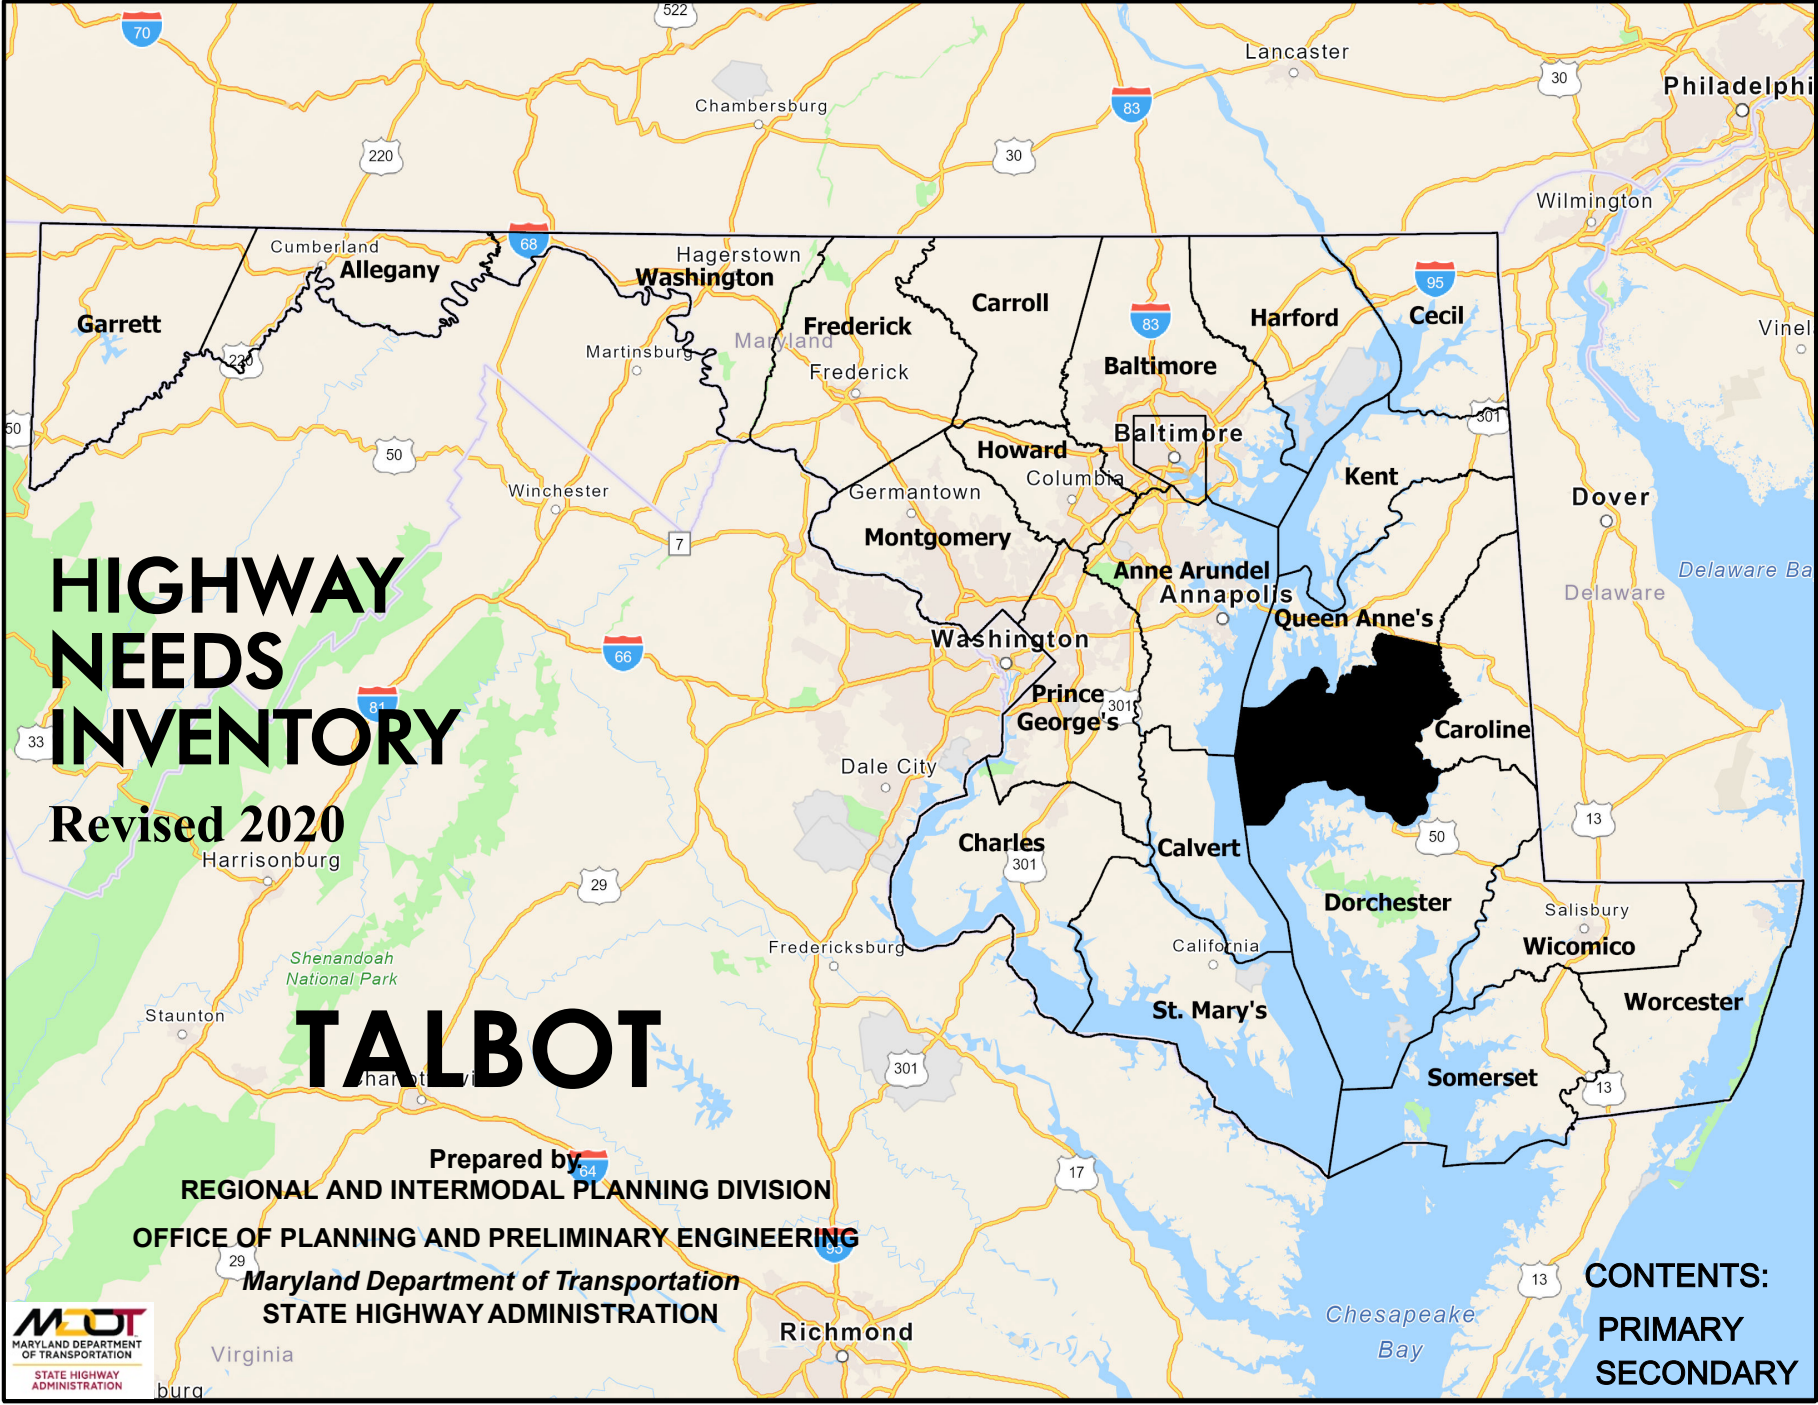 70
522
Lancaster
30
Philadelphi
Chambersburg
83
220
30
Wilmington
68
Cumberland
Allegany
Hagerstown
Washington
95
Garrett
Carroll
Harford
Cecil
83
Frederick
Maryland
Vinel
220
Martinsburg
Frederick
Baltimore
301
50
50
Baltimore
Howard
Kent
Winchester
Germantown
Columbia
Dover
Montgomery
7
HIGHWAY
NEEDS
INVENTORY
Revised 2020
Anne Arundel
Annapolis
Delaware Ba
Delaware
Queen Anne's
66
Washington
81
Prince
George's
301
33
Caroline
Dale City
13
50
Charles
301
Calvert
Harrisonburg
29
Dorchester
Salisbury
Wicomico
Fredericksburg
California
Shenandoah
National Park
Worcester
St. Mary's
Staunton
TALBOT
301
Somerset
13
Prepared by:
64
17
REGIONAL AND INTERMODAL PLANNING DIVISION
OFFICE OF PLANNING AND PRELIMINARY ENGINEERING
95
29
Maryland Department of Transportation
STATE HIGHWAY ADMINISTRATION
13
CONTENTS:
PRIMARY
SECONDARY
Chesapeake
Bay
Richmond
Virginia
MDOT
MARYLAND DEPARTMENT
OF TRANSPORTATION
STATE HIGHWAY
ADMINISTRATION
burg